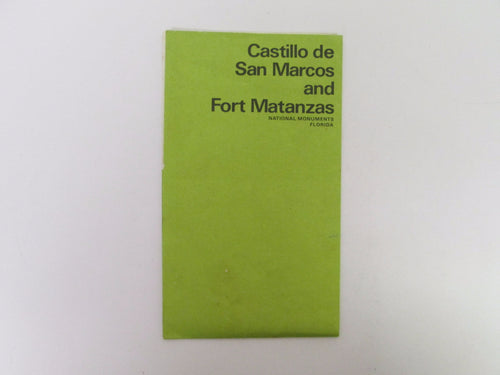 Castillo de
San Marcos
and
Fort Matanzas
NATIONAL MONUMENTS
FLORIDA